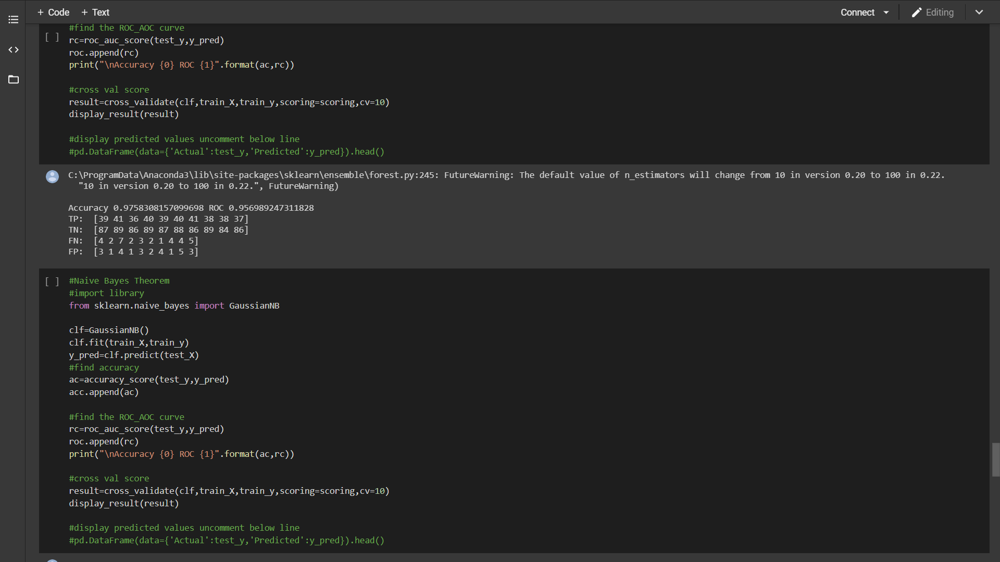 + Code + Text Connect Editing
#find the ROC_AOC curve
[ ] rc=roc_auc_score(test_y,y_pred)
roc.append(rc)
print("\nAccuracy {0} ROC {1}".format(ac,rc))
#cross val score
result=cross_validate(clf,train_X,train_y,scoring=scoring,cv=10)
display_result(result)
#display predicted values uncomment below line
#pd.DataFrame(data={'Actual':test_y,'Predicted':y_pred}).head()
C:\ProgramData\Anaconda3\lib\site-packages\sklearn\ensemble\forest.py:245: FutureWarning: The default value of n_estimators will change from 10 in version 0.20 to 100 in 0.22.
"10 in version 0.20 to 100 in 0.22.", FutureWarning)
Accuracy 0.9758308157099698 ROC 0.956989247311828
TP: [39 41 36 40 39 40 41 38 38 37]
TN: [87 89 86 89 87 88 86 89 84 86]
FN: [4 2 7 2 3 2 1 4 4 5]
FP: [3 1 4 1 3 2 4 1 5 3]
[ ] #Naive Bayes Theorem
#import library
from sklearn.naive_bayes import GaussianNB
clf=GaussianNB()
clf.fit(train_X,train_y)
y_pred=clf.predict(test_X)
#find accuracy
ac=accuracy_score(test_y,y_pred)
acc.append(ac)
#find the ROC_AOC curve
rc=roc_auc_score(test_y,y_pred)
roc.append(rc)
print("\nAccuracy {0} ROC {1}".format(ac,rc))
#cross val score
result=cross_validate(clf,train_X,train_y,scoring=scoring,cv=10)
display_result(result)
#display predicted values uncomment below line
#pd.DataFrame(data={'Actual':test_y,'Predicted':y_pred}).head()